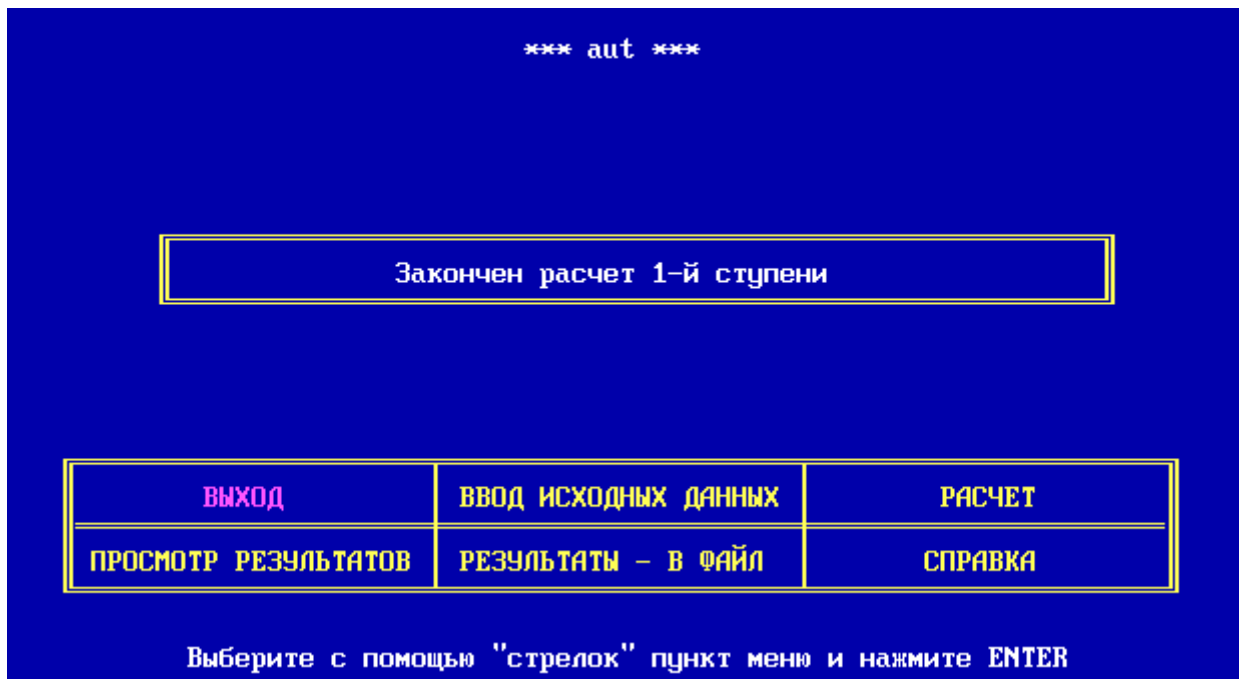 *** aut ***
Закончен расчет 1-й ступени
ВЫХОД ВВОД ИСХОДНЫХ ДАННЫХ РАСЧЕТ
ПРОСМОТР РЕЗУЛЬТАТОВ РЕЗУЛЬТАТЫ - В ФАЙЛ СПРАВКА
Выберите с помощью "стрелок" пункт меню и нажмите ENTER